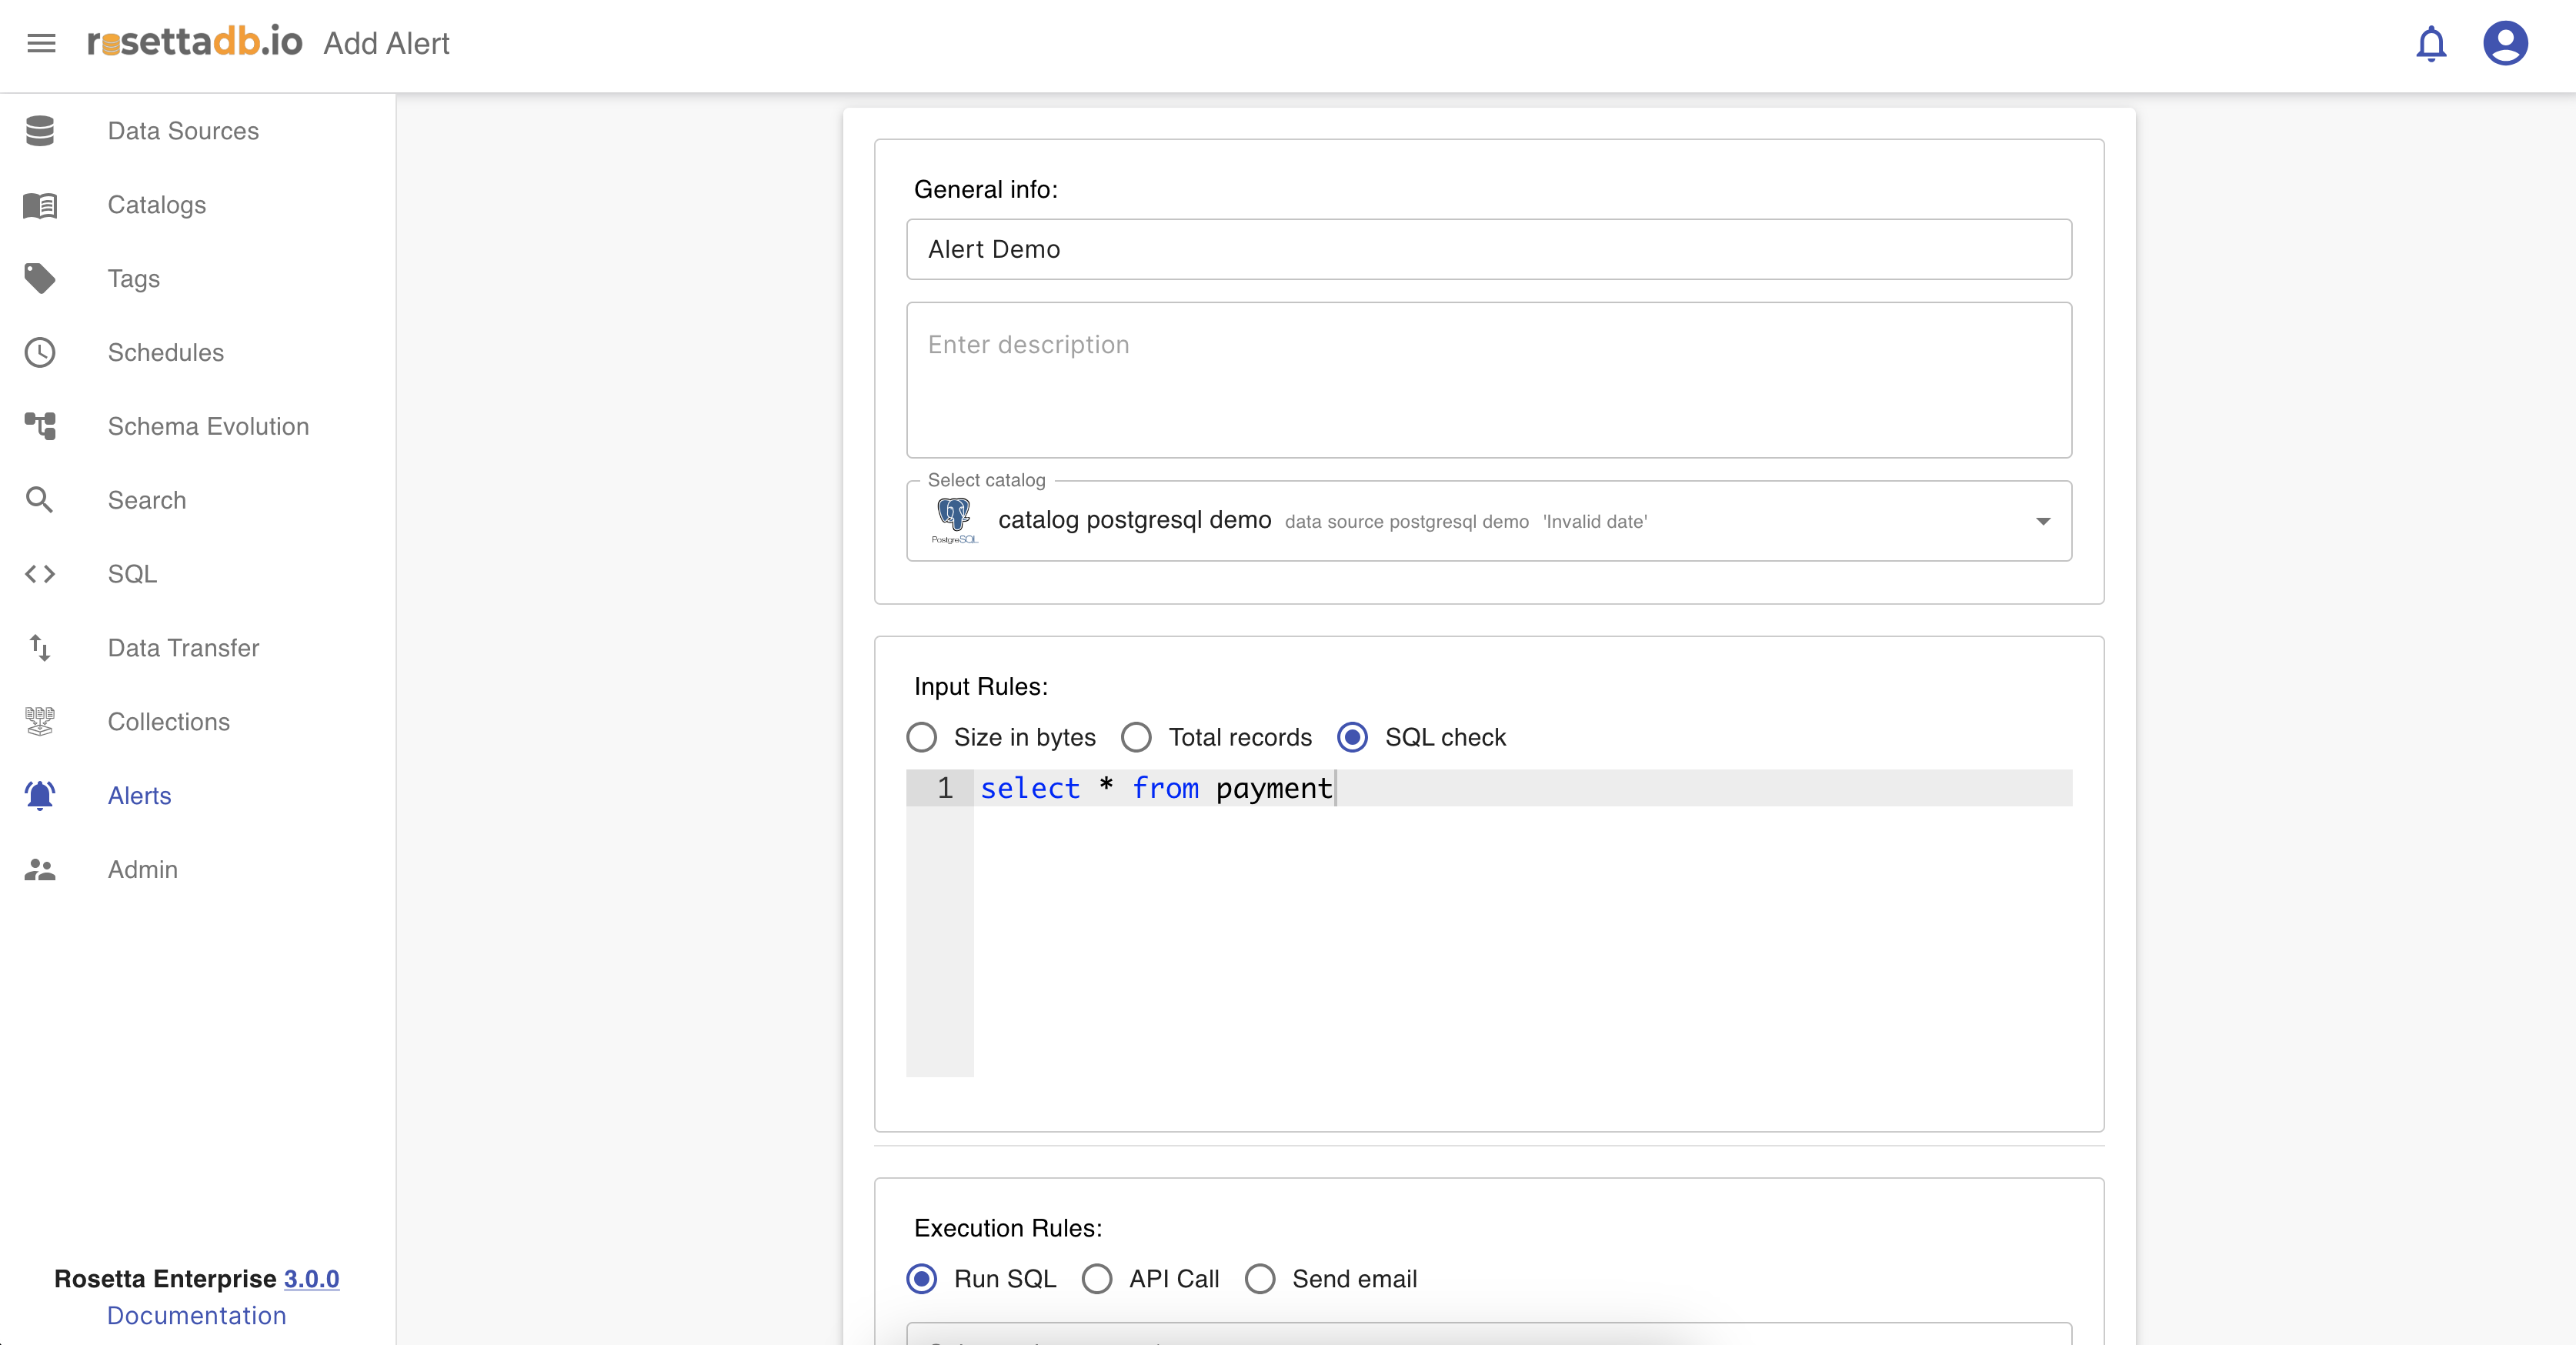 rosettadb.io Add Alert
Data Sources
Catalogs
Tags
Schedules
Schema Evolution
Search
SQL
Data Transfer
Collections
Alerts
Admin
Rosetta Enterprise 3.0.0
Documentation
General info:
Alert Demo
Enter description
Select catalog
PostgreSQL
catalog postgresql demo data source postgresql demo 'Invalid date'
Input Rules:
Size in bytes Total records SQL check
1 select * from payment
Execution Rules:
Run SQL API Call Send email